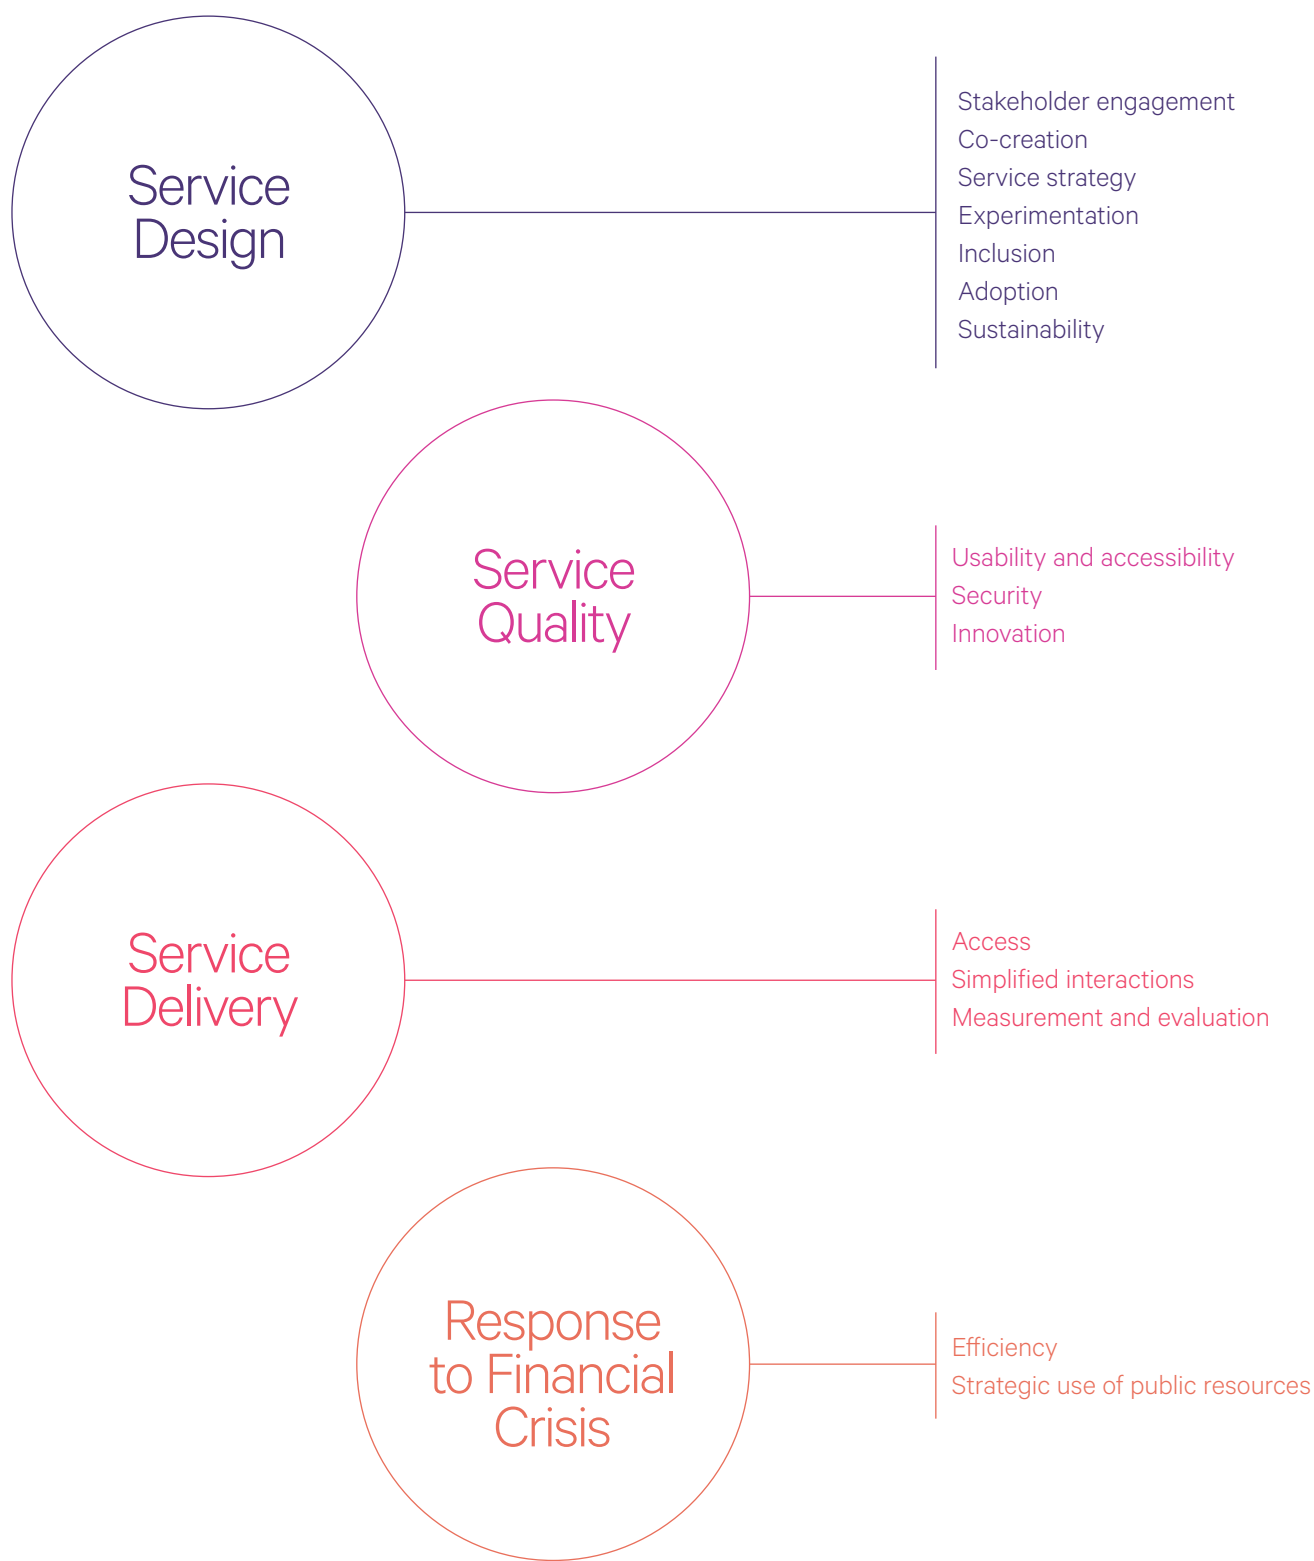 Service
Design
Stakeholder engagement
Co-creation
Service strategy
Experimentation
Inclusion
Adoption
Sustainability
Service
Quality
Usability and accessibility
Security
Innovation
Service
Delivery
Access
Simplified interactions
Measurement and evaluation
Response
to Financial
Crisis
Efficiency
Strategic use of public resources